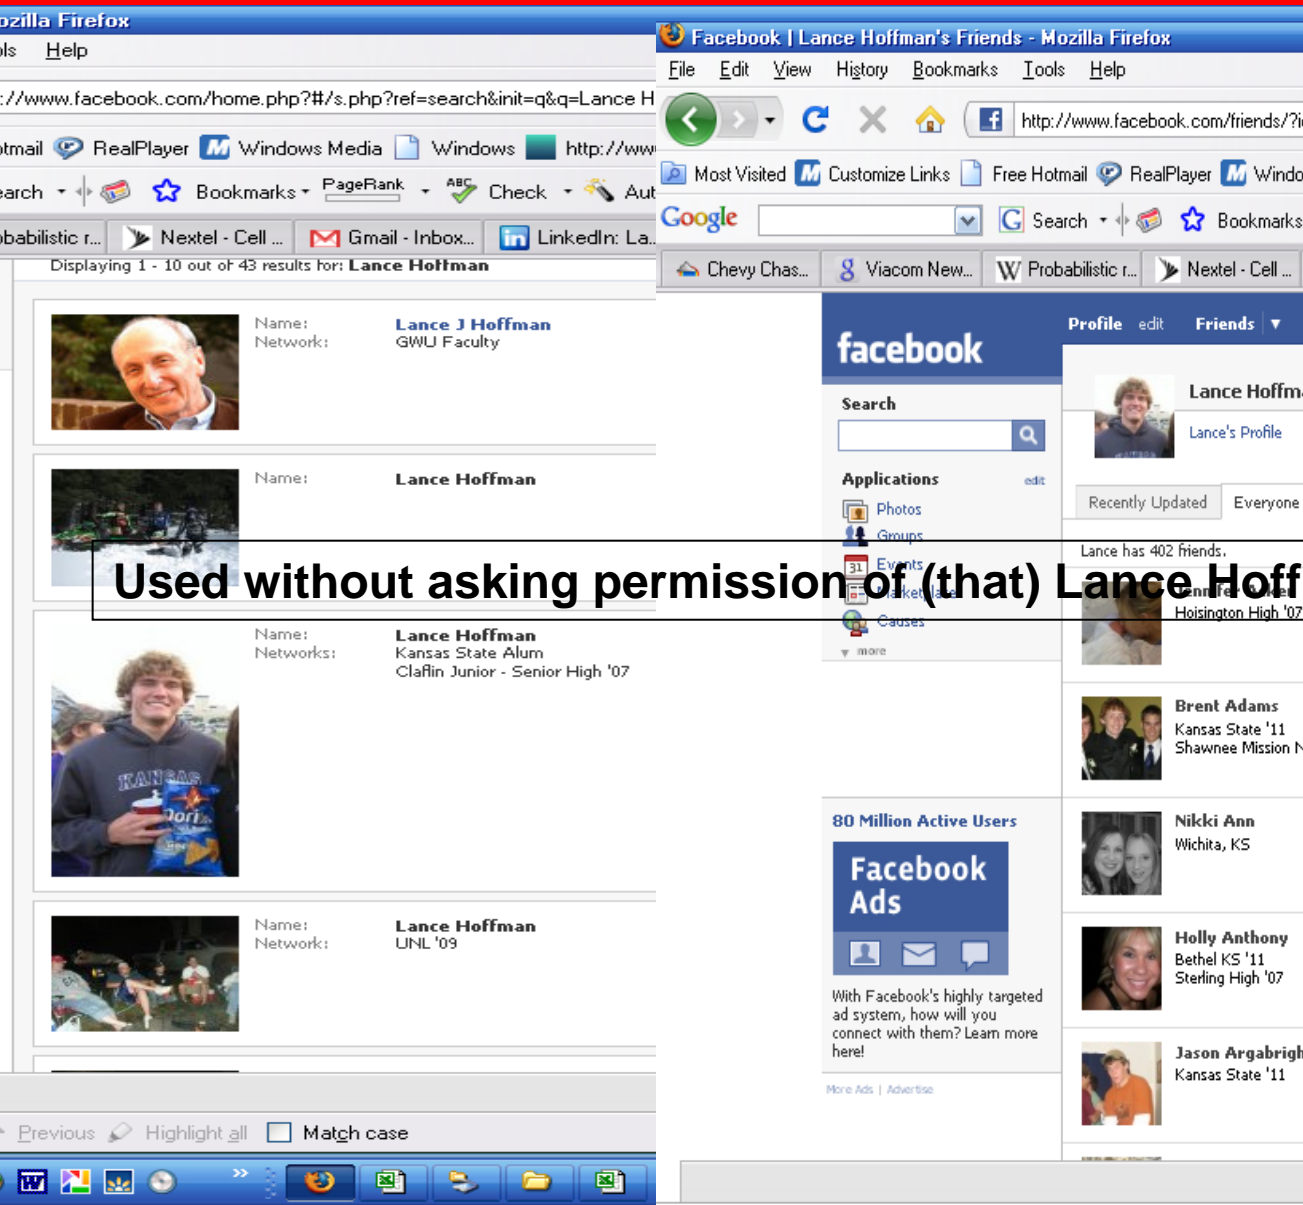 ozilla Firefox
ols Help
://www.facebook.com/home.php?#/s.php?ref=search&init=q&q=Lance H
otmail RealPlayer Windows Media Windows http://www
earch Bookmarks PageRank Check Aut
obabilistic r... Nextel - Cell ... Gmail - Inbox... LinkedIn: La...
Displaying 1 - 10 out of 43 results for: Lance Hoffman
Name: Lance J Hoffman
Network: GWU Faculty
Name: Lance Hoffman
Name: Lance Hoffman
Networks: Kansas State Alum
Claflin Junior - Senior High '07
KANSAS
Name: Lance Hoffman
Network: UNL '09
Previous Highlight all Match case
Facebook | Lance Hoffman's Friends - Mozilla Firefox
File Edit View History Bookmarks Tools Help
http://www.facebook.com/friends/?i
Most Visited Customize Links Free Hotmail RealPlayer Windo
Google Search Bookmarks
Chevy Chas... Viacom New... Probabilistic r... Nextel - Cell ...
facebook
Profile edit Friends
Search
Applications edit
Photos
Groups
Events
Marketplace
Causes
more
80 Million Active Users
Facebook
Ads
With Facebook's highly targeted
ad system, how will you
connect with them? Learn more
here!
More Ads | Advertise
Lance Hoffma
Lance's Profile
Recently Updated Everyone
Lance has 402 friends.
Jennifer
Hoisington High '07
Brent Adams
Kansas State '11
Shawnee Mission N
Nikki Ann
Wichita, KS
Holly Anthony
Bethel KS '11
Sterling High '07
Jason Argabrigh
Kansas State '11
Used without asking permission of (that) Lance Hoff